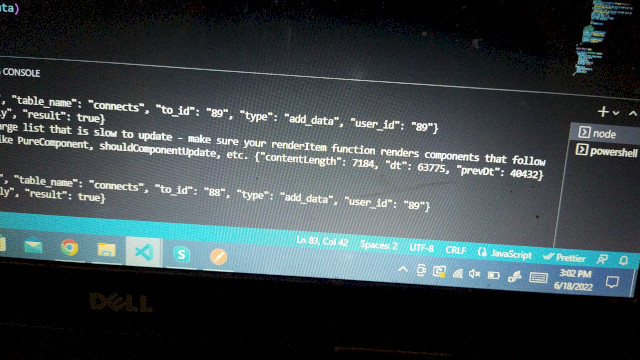 ata)
CONSOLE
", "table_name": "connects", "to_id": "89", "type": "add_data", "user_id": "89"}
ly", "result": true}
arge list that is slow to update - make sure your renderItem function renders components that follow
ike PureComponent, shouldComponentUpdate, etc. {"contentLength": 7184, "dt": 63775, "prevDt": 40432}
", "table_name": "connects", "to_id": "88", "type": "add_data", "user_id": "89"}
ly", "result": true}
node
powershell
Ln 83, Col 42 Spaces: 2 UTF-8 CRLF JavaScript Prettier
3:02 PM
6/18/2022
DELL